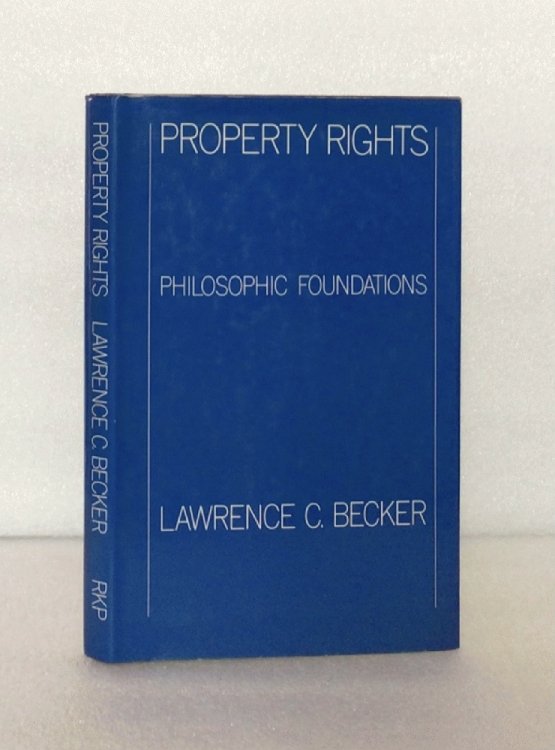 PROPERTY RIGHTS
PHILOSOPHIC FOUNDATIONS
LAWRENCE C. BECKER
PROPERTY RIGHTS LAWRENCE C. BECKER RKP